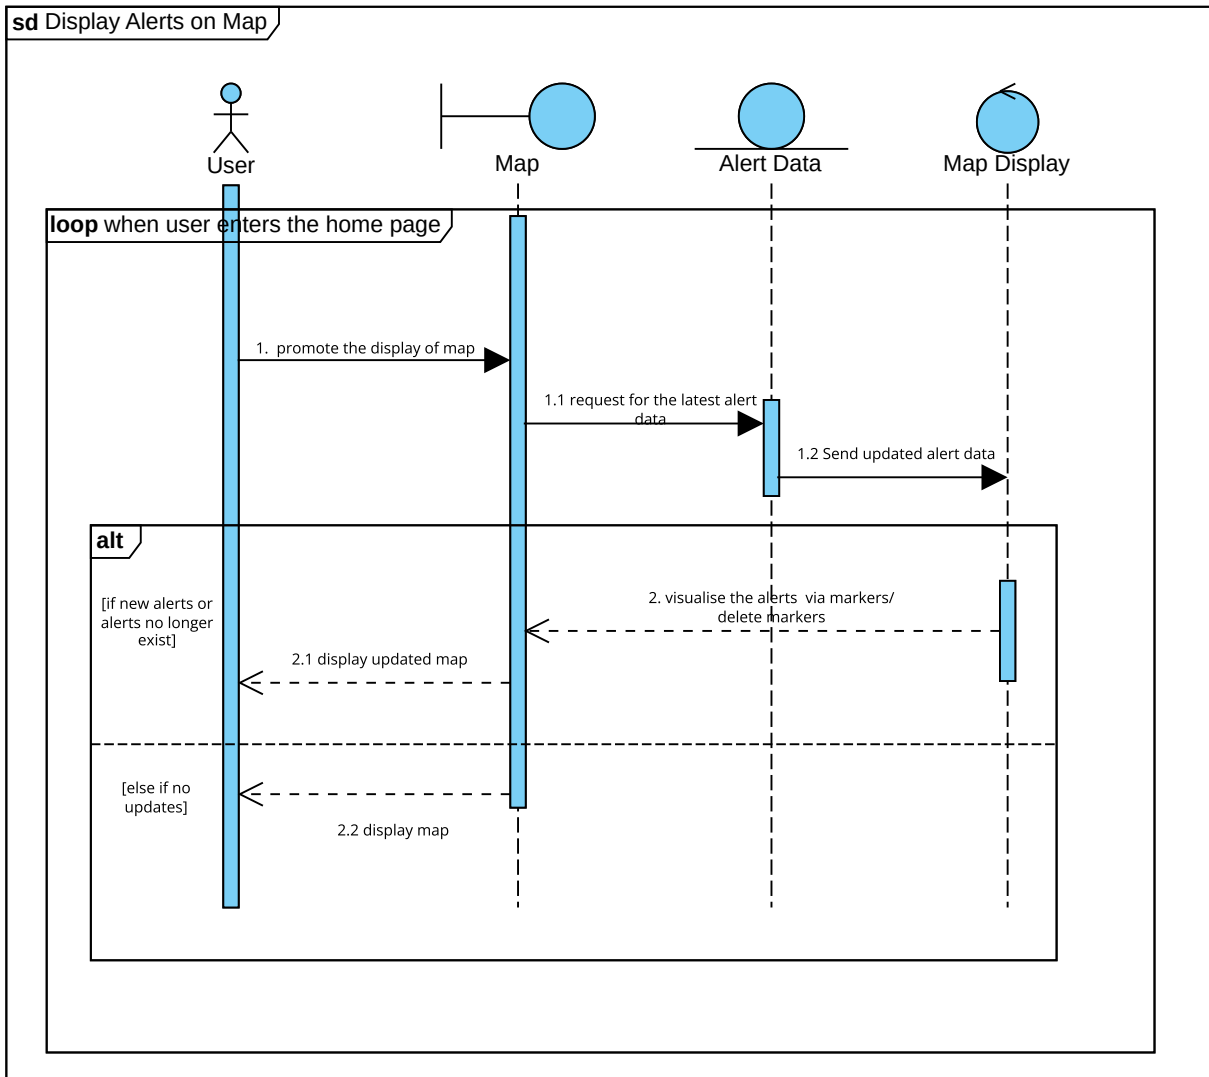 sd Display Alerts on Map
User
Map
Alert Data
Map Display
loop when user enters the home page
1.  promote the display of map
1.1 request for the latest alert
data
1.2 Send updated alert data
alt
[if new alerts or
alerts no longer
exist]
2. visualise the alerts  via markers/
delete markers
2.1 display updated map
[else if no
updates]
2.2 display map